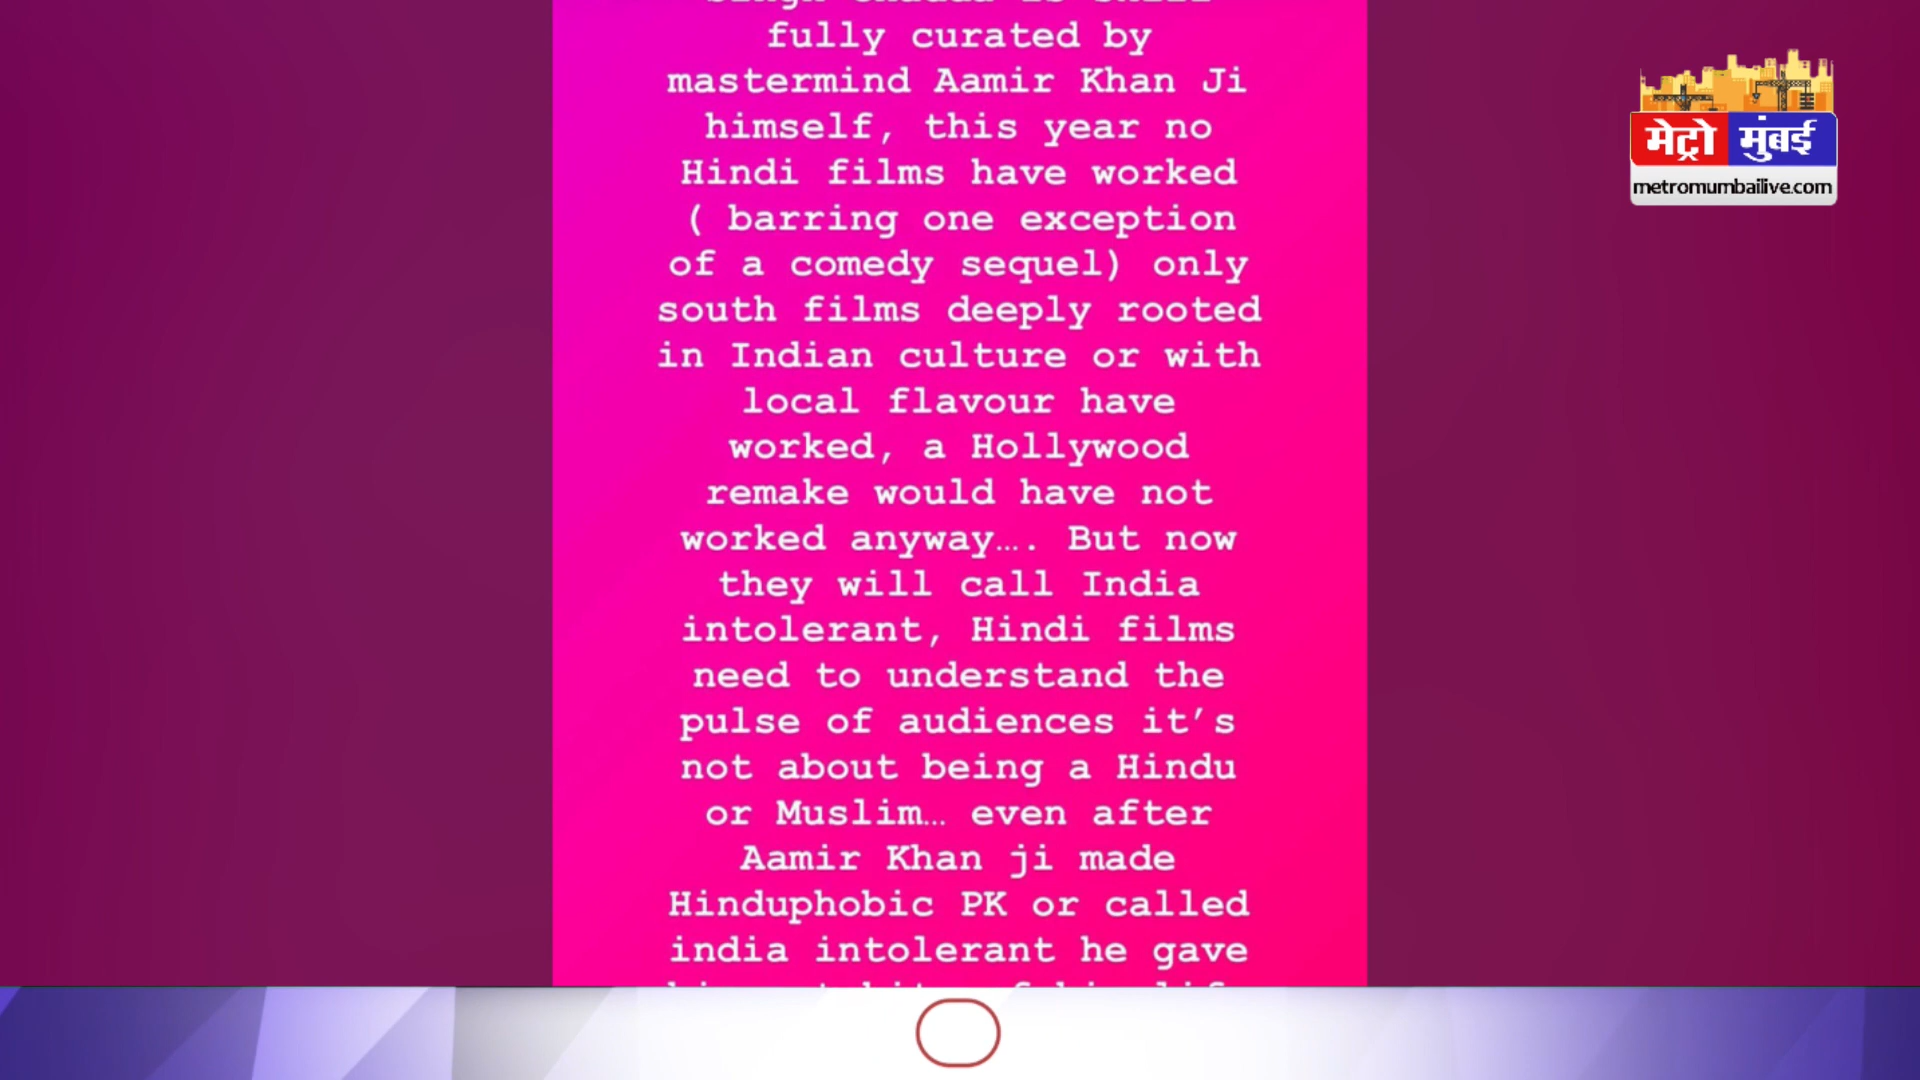 fully curated by
mastermind Aamir Khan Ji
himself, this year no
Hindi films have worked
( barring one exception
of a comedy sequel) only
south films deeply rooted
in Indian culture or with
local flavour have
worked, a Hollywood
remake would have not
worked anyway…. But now
they will call India
intolerant, Hindi films
need to understand the
pulse of audiences it’s
not about being a Hindu
or Muslim… even after
Aamir Khan ji made
Hinduphobic PK or called
india intolerant he gave
मेट्रो मुंबई
metromumbailive.com